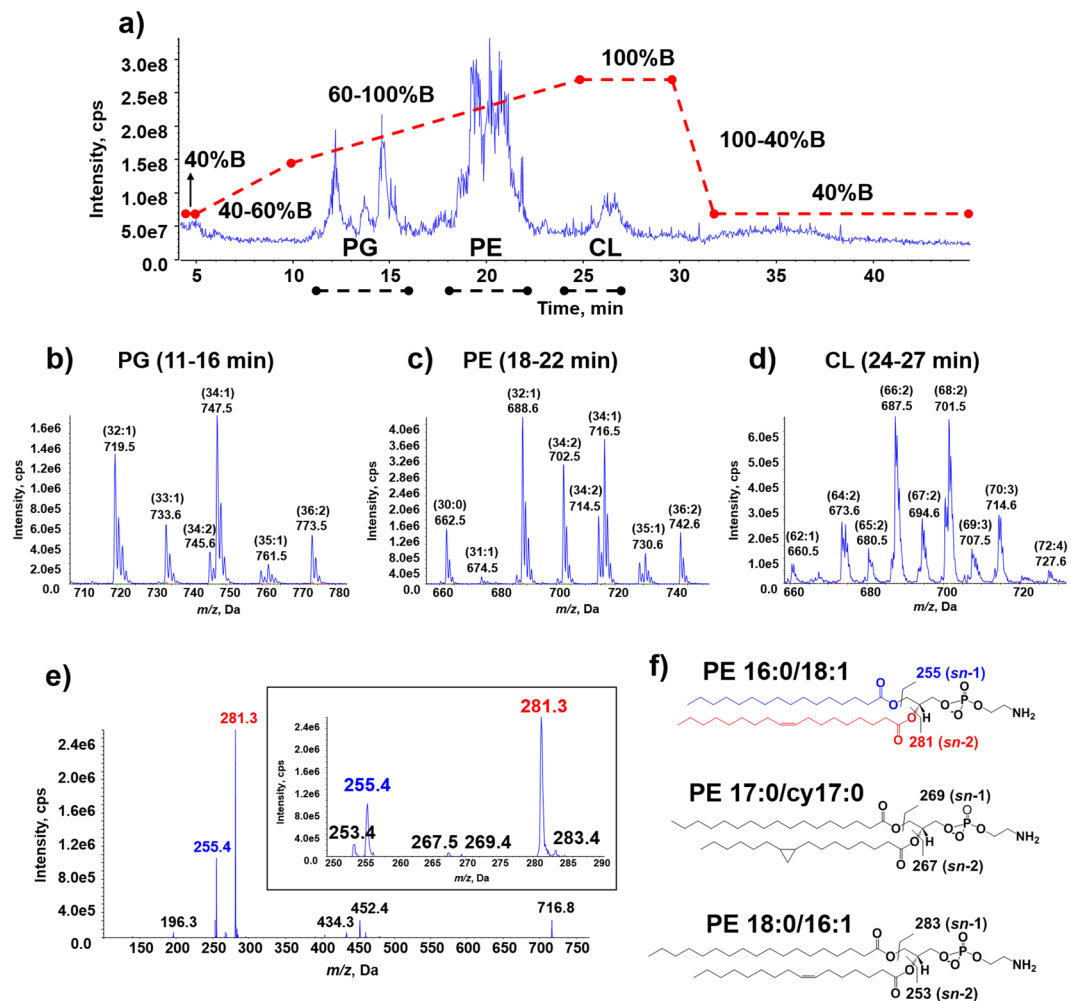 a)
3.0e8
2.5e8
2.0e8
1.5e8
1.0e8
5.0e7
0.0
Intensity, cps
40%B
40-60%B
60-100%B
100%B
100-40%B
40%B
PG
PE
CL
5
10
15
20
25
30
35
40
Time, min
b)
PG (11-16 min)
Intensity, cps
1.6e6
1.4e6
1.2e6
1.0e6
8.0e5
6.0e5
4.0e5
2.0e5
0.0
(32:1)
719.5
(33:1)
733.6
(34:2)
745.6
(34:1)
747.5
(35:1)
761.5
(36:2)
773.5
710 720 730 740 750 760 770 780
m/z, Da
c)
PE (18-22 min)
Intensity, cps
4.0e6
3.6e6
3.2e6
2.8e6
2.4e6
2.0e6
1.6e6
1.2e6
8.0e5
4.0e5
0.0
(30:0)
662.5
(31:1)
674.5
(32:1)
688.6
(34:2)
702.5
(34:2)
714.5
(34:1)
716.5
(35:1)
730.6
(36:2)
742.6
660 680 700 720 740
m/z, Da
d)
CL (24-27 min)
Intensity, cps
6.0e5
5.0e5
4.0e5
3.0e5
2.0e5
1.0e5
0.0
(62:1)
660.5
(64:2)
673.6
(65:2)
680.5
(66:2)
687.5
(67:2)
694.6
(68:2)
701.5
(69:3)
707.5
(70:3)
714.6
(72:4)
727.6
660 680 700 720
m/z, Da
e)
Intensity, cps
2.4e6
2.0e6
1.6e6
1.2e6
8.0e5
4.0e5
0.0
196.3
255.4
281.3
434.3
452.4
716.8
150 250 350 450 550 650 750
m/z, Da
Intensity, cps
2.4e6
2.0e6
1.6e6
1.2e6
8.0e5
4.0e5
0.0
253.4
255.4
267.5
269.4
281.3
283.4
250 255 260 265 270 275 280 285 290
m/z, Da
f)
PE 16:0/18:1
255 (sn-1)
281 (sn-2)
O
O
O
O
H
O
P
O
-O
O
NH2
PE 17:0/cy17:0
269 (sn-1)
267 (sn-2)
O
O
O
O
H
O
P
O
-O
O
NH2
PE 18:0/16:1
283 (sn-1)
253 (sn-2)
O
O
O
O
H
O
P
O
-O
O
NH2